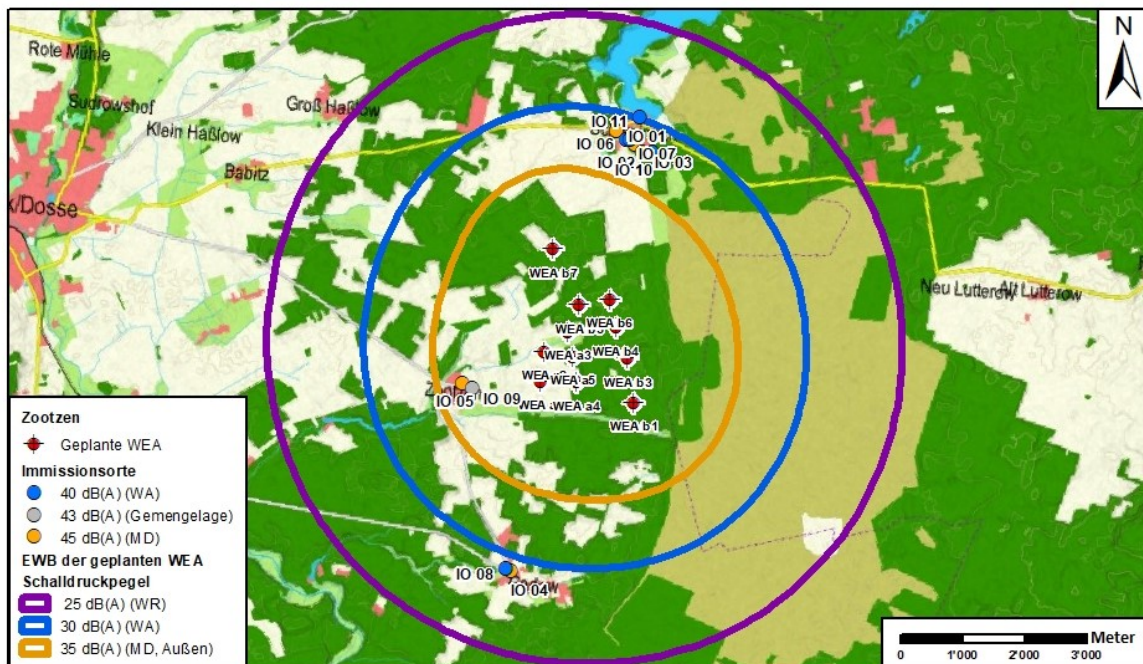 N
Rote Mühle
Sudrowshof
Groß Haßlow
Klein Haßlow
Babitz
k/Dosse
IO 11
IO 01
IO 06
IO 07
IO 03
IO 10
WEA b7
Neu Lutterow
Alt Lutterow
WEA b6
WEA b4
WEA a3
WEA a5
WEA b3
WEA a4
WEA b1
IO 05
IO 09
IO 08
IO 04
Zootzen
Geplante WEA
Immissionsorte
40 dB(A) (WA)
43 dB(A) (Gemengelage)
45 dB(A) (MD)
EWB der geplanten WEA
Schalldruckpegel
25 dB(A) (WR)
30 dB(A) (WA)
35 dB(A) (MD, Außen)
Meter
0 1'000 2'000 3'000